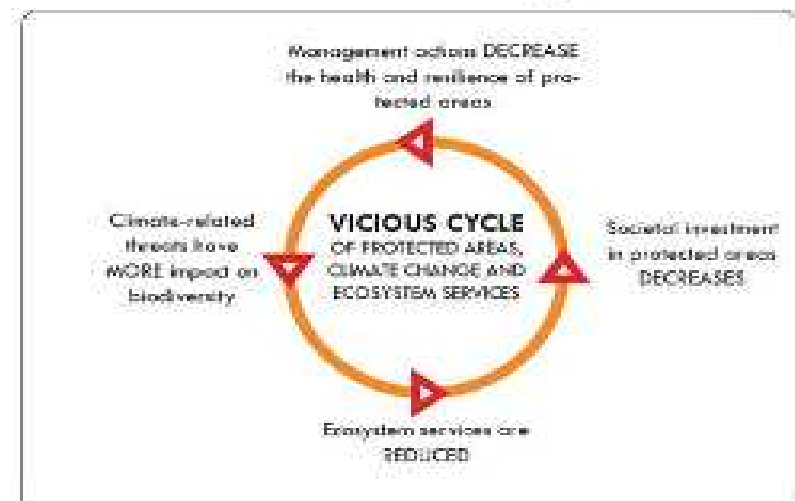 Management actions DECREASE
the health and resilience of pro-
tected areas
Climate-related
threats have
MORE impact on
biodiversity
VICIOUS CYCLE
OF PROTECTED AREAS,
CLIMATE CHANGE AND
ECOSYSTEM SERVICES
Societal investment
in protected areas
DECREASES
Ecosystem services are
REDUCED